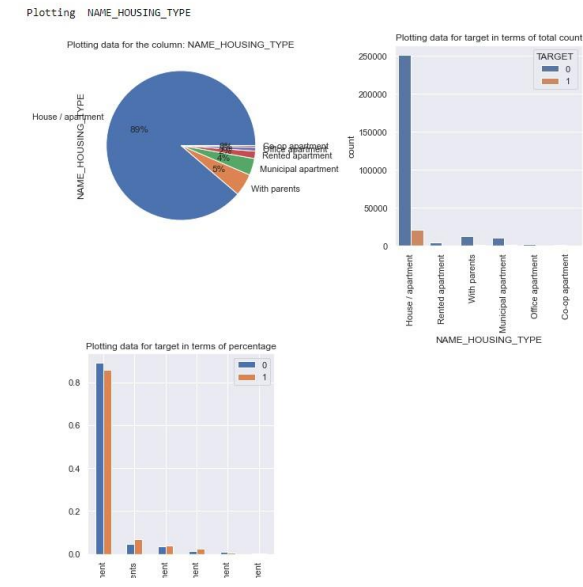 Plotting NAME_HOUSING_TYPE
Plotting data for the column: NAME_HOUSING_TYPE
NAME_HOUSING_TYPE
House / apartment
89%
Co-op apartment
Office apartment
Rented apartment
4%
Municipal apartment
5%
With parents
Plotting data for target in terms of total count
TARGET
0
1
count
250000
200000
150000
100000
50000
0
House / apartment
Rented apartment
With parents
Municipal apartment
Office apartment
Co-op apartment
NAME_HOUSING_TYPE
Plotting data for target in terms of percentage
0
1
0.8
0.6
0.4
0.2
0.0